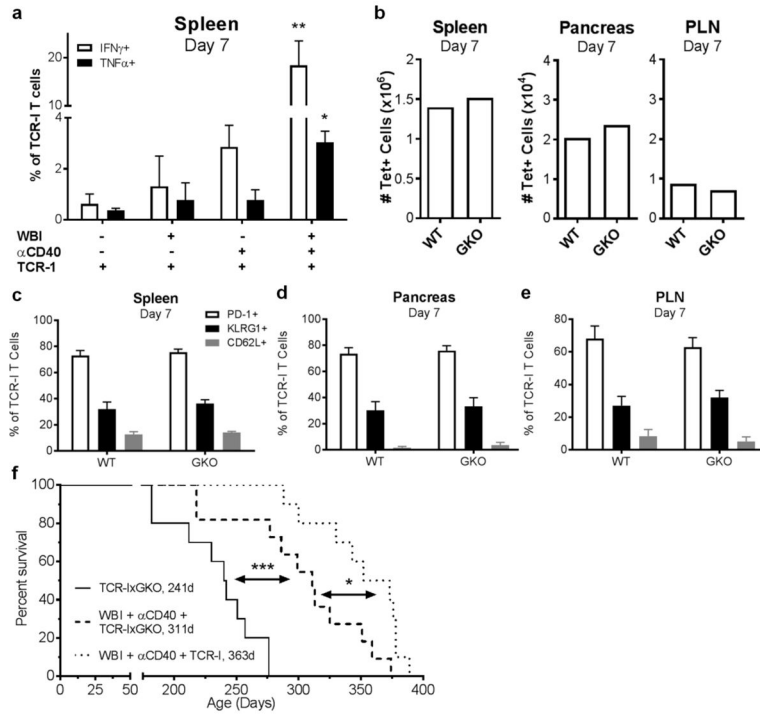 a
Spleen
Day 7
IFNγ+
TNFα+
% of TCR-I T cells
20
10
4
2
0
**
*
WBI - + - +
αCD40 - - + +
TCR-1 + + + +
b
Spleen
Day 7
# Tet+ Cells (x10⁶)
2
1.5
1
0.5
0
WT
GKO
Pancreas
Day 7
# Tet+ Cells (x10⁴)
4
3
2
1
0
WT
GKO
PLN
Day 7
4
3
2
1
0
WT
GKO
c
Spleen
Day 7
PD-1+
KLRG1+
CD62L+
% of TCR-I T Cells
100
80
60
40
20
0
WT GKO
d
Pancreas
Day 7
% of TCR-I T Cells
100
80
60
40
20
0
WT GKO
e
PLN
Day 7
% of TCR-I T Cells
80
60
40
20
0
WT GKO
f
Percent survival
100
80
60
40
20
0
***
*
TCR-IxGKO, 241d
WBI + αCD40 +
TCR-IxGKO, 311d
WBI + αCD40 + TCR-I, 363d
0 25 50 200 250 300 350 400
Age (Days)